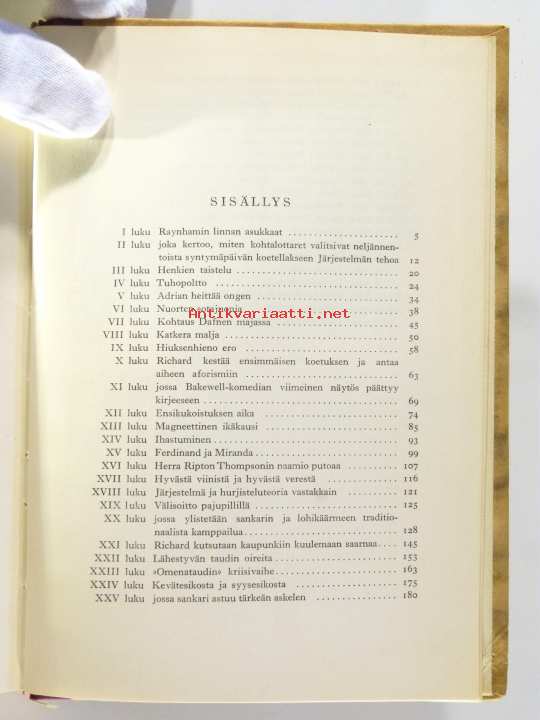 SISÄLLYS
I luku Raynhamin linnan asukkaat 5
II luku joka kertoo, miten kohtalottaret valitsivat neljännen-
toista syntymäpäivän koetellakseen Järjestelmän tehoa 12
III luku Henkien taistelu 20
IV luku Tuhopoltto 24
V luku Adrian heittää ongen 34
VI luku Nuorten 38
Antikvariaatti.net
VII luku Kohtaus Dafnen majassa 45
VIII luku Katkera malja 50
IX luku Hiuksenhieno ero 58
X luku Richard kestää ensimmäisen koetuksen ja antaa
aiheen aforismiin 63
XI luku jossa Bakewell-komedian viimeinen näytös päättyy
kirjeeseen 69
XII luku Ensikukoistuksen aika 74
XIII luku Magneettinen ikäkausi 85
XIV luku Ihastuminen 93
XV luku Ferdinand ja Miranda 99
XVI luku Herra Ripton Thompsonin naamio putoaa 107
XVII luku Hyvästä viinistä ja hyvästä verestä 116
XVIII luku Järjestelmä ja hurjisteluteoria vastakkain 121
XIX luku Välisoitto pajupillillä 125
XX luku jossa ylistetään sankarin ja lohikäärmeen traditio-
naalista kamppailua 128
XXI luku Richard kutsutaan kaupunkiin kuulemaan saarnaa 145
XXII luku Lähestyvän taudin oireita 153
XXIII luku »Omenataudin» kriisivaihe 163
XXIV luku Kevätesikosta ja syysesikosta 175
XXV luku jossa sankari astuu tärkeän askelen 180